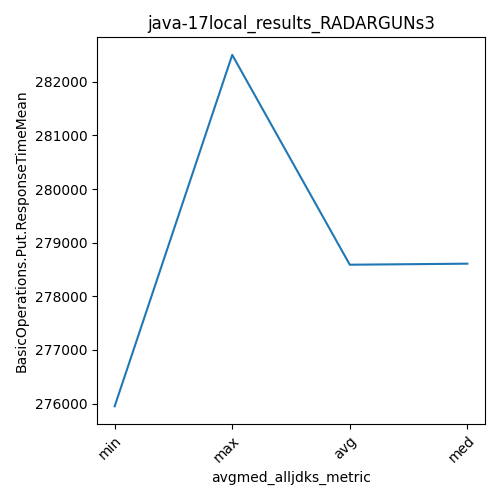 java-17local_results_RADARGUNs3
BasicOperations.Put.ResponseTimeMean
282000
281000
280000
279000
278000
277000
276000
min
max
avg
med
avgmed_alljdks_metric